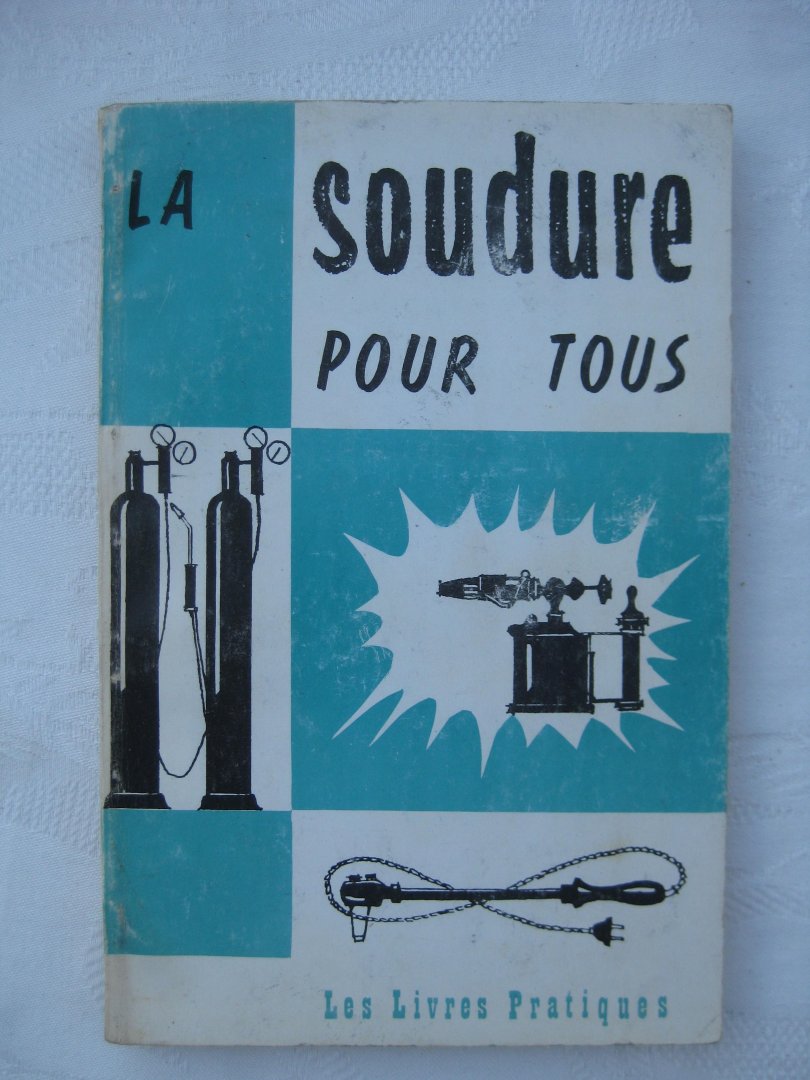 LA soudure
POUR TOUS
Les Livres Pratiques